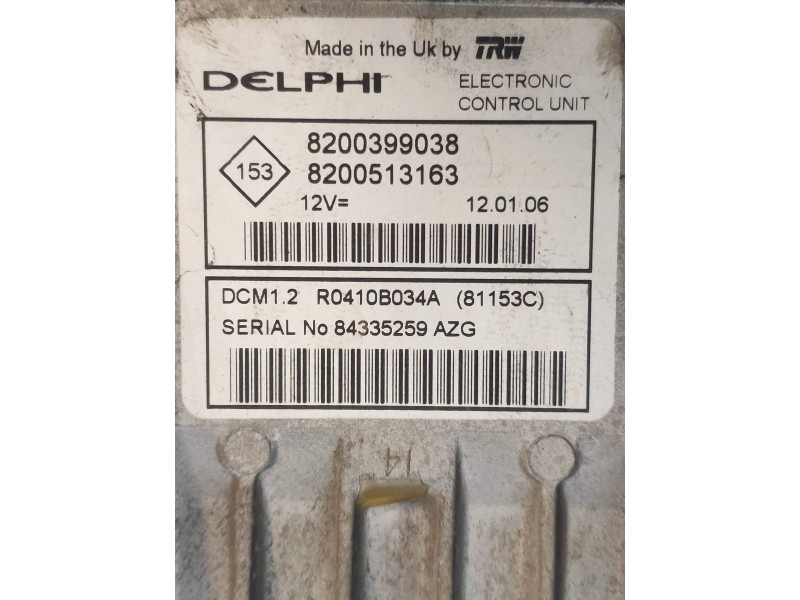 Made in the Uk by TRW
DELPHI
ELECTRONIC
CONTROL UNIT
153
8200399038
8200513163
12V= 12.01.06
DCM1.2 R0410B034A (81153C)
SERIAL No 84335259 AZG
14